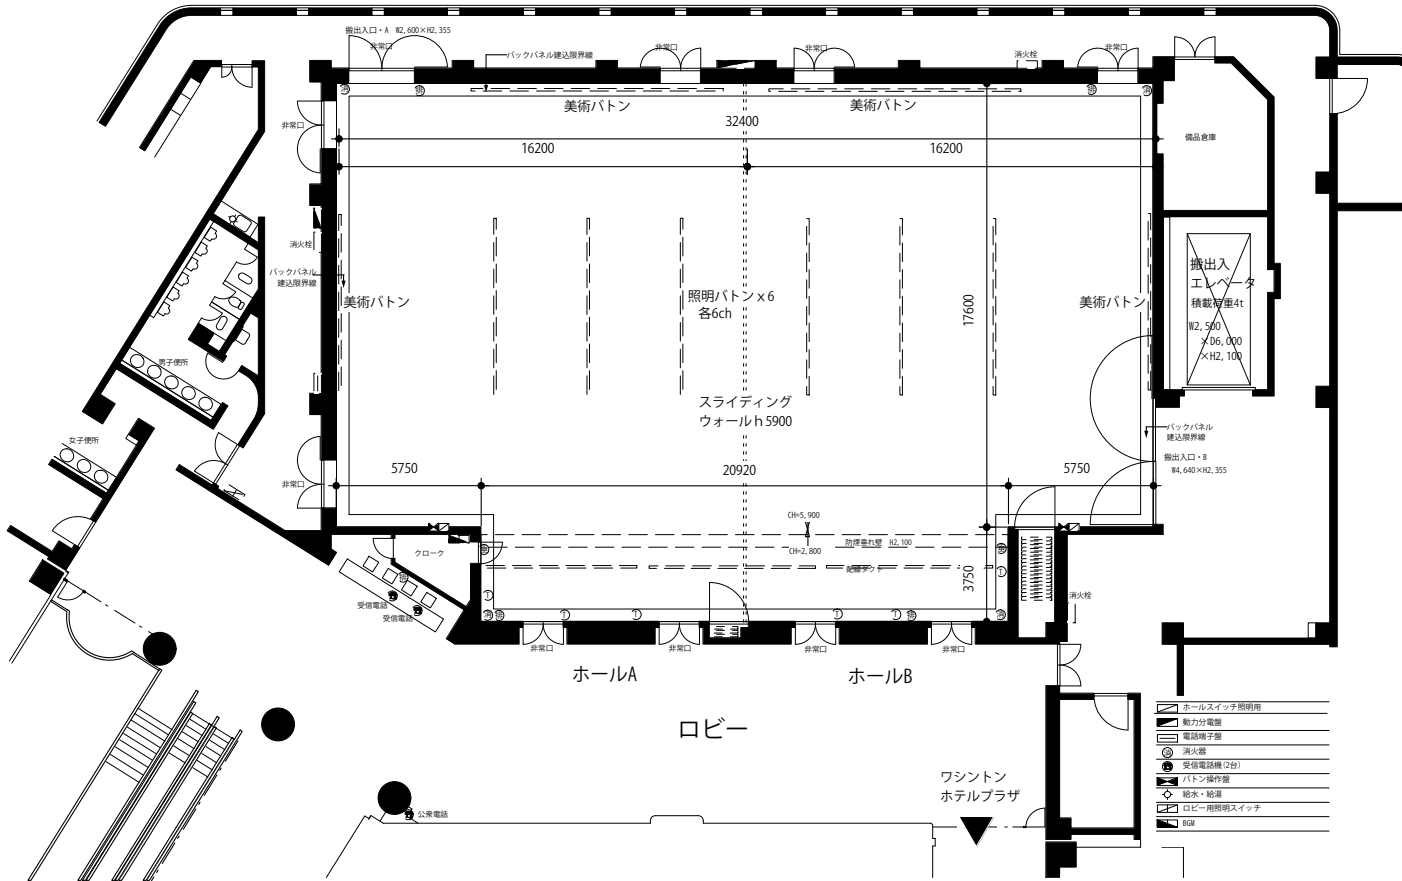 搬出入口・A　W2,600×H2,355
非常口
バックパネル建込限界線
非常口
非常口
消火栓
非常口
美術バトン
美術バトン
32400
16200
16200
非常口
備品倉庫
消火栓
バックパネル
建込限界線
美術バトン
照明バトン x 6
各6ch
17600
美術バトン
搬出入
エレベータ
積載荷重4t
W2,500
×D6,000
×H2,100
男子便所
スライディング
ウォールh5900
バックパネル
建込限界線
女子便所
搬出入口・B
W4,640×H2,355
5750
20920
5750
非常口
CH=5,900
CH=2,800
防煙垂れ壁　H2,100
クローク
配線ダクト
3750
消火栓
受信電話
受信電話
非常口
非常口
非常口
非常口
ホールA
ホールB
ロビー
ワシントン
ホテルプラザ
公衆電話
ホールスイッチ照明用
動力分電盤
電話端子盤
消火器
受信電話機(2台)
バトン操作盤
給水・給湯
ロビー用照明スイッチ
BGM